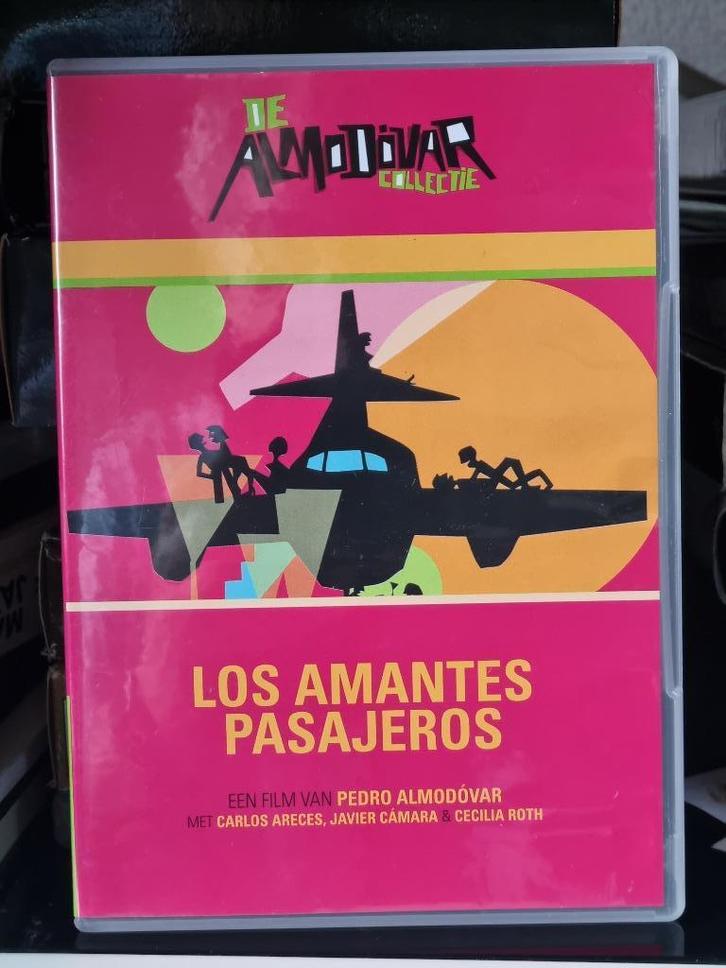 DE
ALMODÓVAR
COLLECTIE
LOS AMANTES
PASAJEROS
EEN FILM VAN PEDRO ALMODÓVAR
MET CARLOS ARECES, JAVIER CÁMARA & CECILIA ROTH